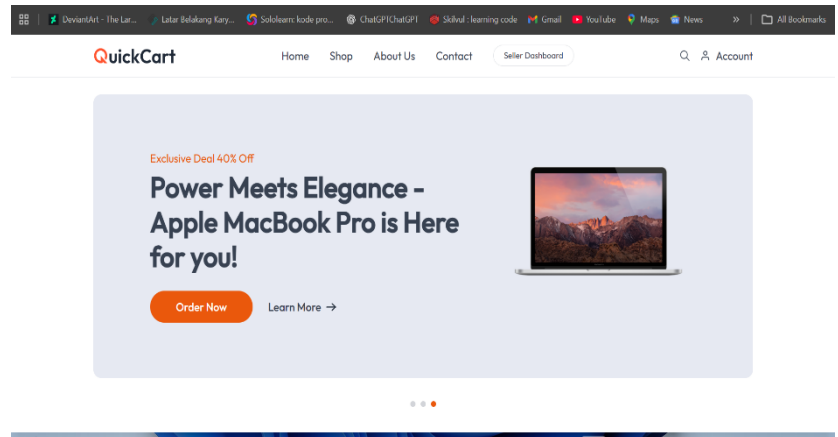 DeviantArt - The Lar...
Latar Belakang Kary...
Sololearn: kode pro...
ChatGPTChatGPT
Skilvul : learning code
Gmail
YouTube
Maps
News
»
All Bookmarks
QuickCart
Home
Shop
About Us
Contact
Seller Dashboard
Account
Exclusive Deal 40% Off
Power Meets Elegance -
Apple MacBook Pro is Here
for you!
Order Now
Learn More →